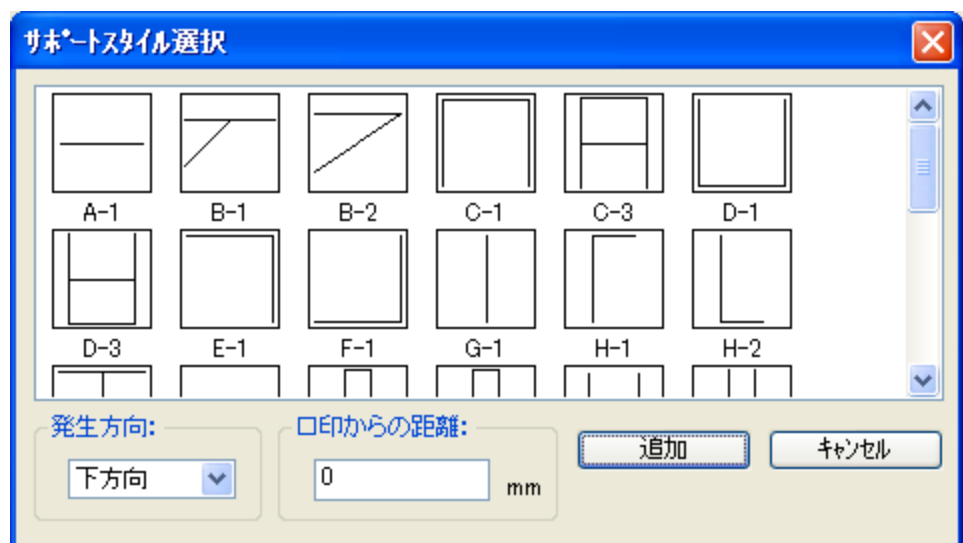 ｻﾎﾟｰﾄｽﾀｲﾙ選択
A-1 B-1 B-2 C-1 C-3 D-1
D-3 E-1 F-1 G-1 H-1 H-2
発生方向: 口印からの距離:
下方向 0 mm 追加 ｷｬﾝｾﾙ